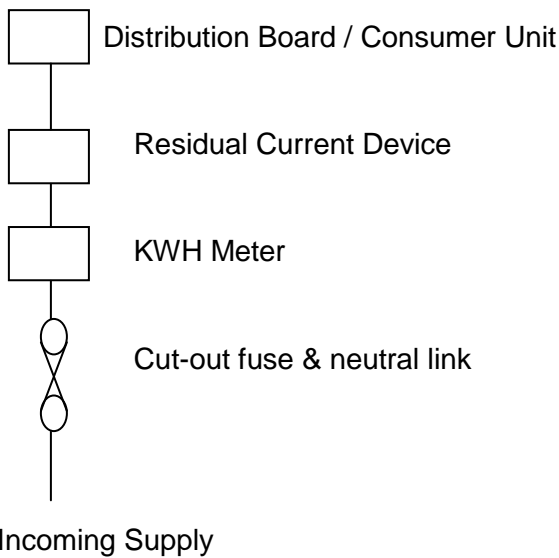 Distribution Board / Consumer Unit
Residual Current Device
KWH Meter
Cut-out fuse & neutral link
Incoming Supply